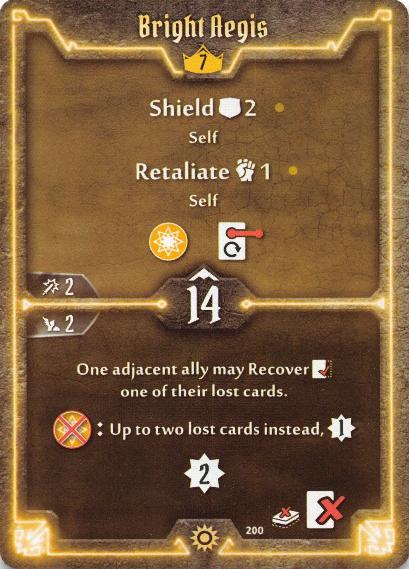 Bright Aegis
7
Shield 2
Self
Retaliate 1
Self
2
14
2
One adjacent ally may Recover
one of their lost cards.
: Up to two lost cards instead, 1
2
200